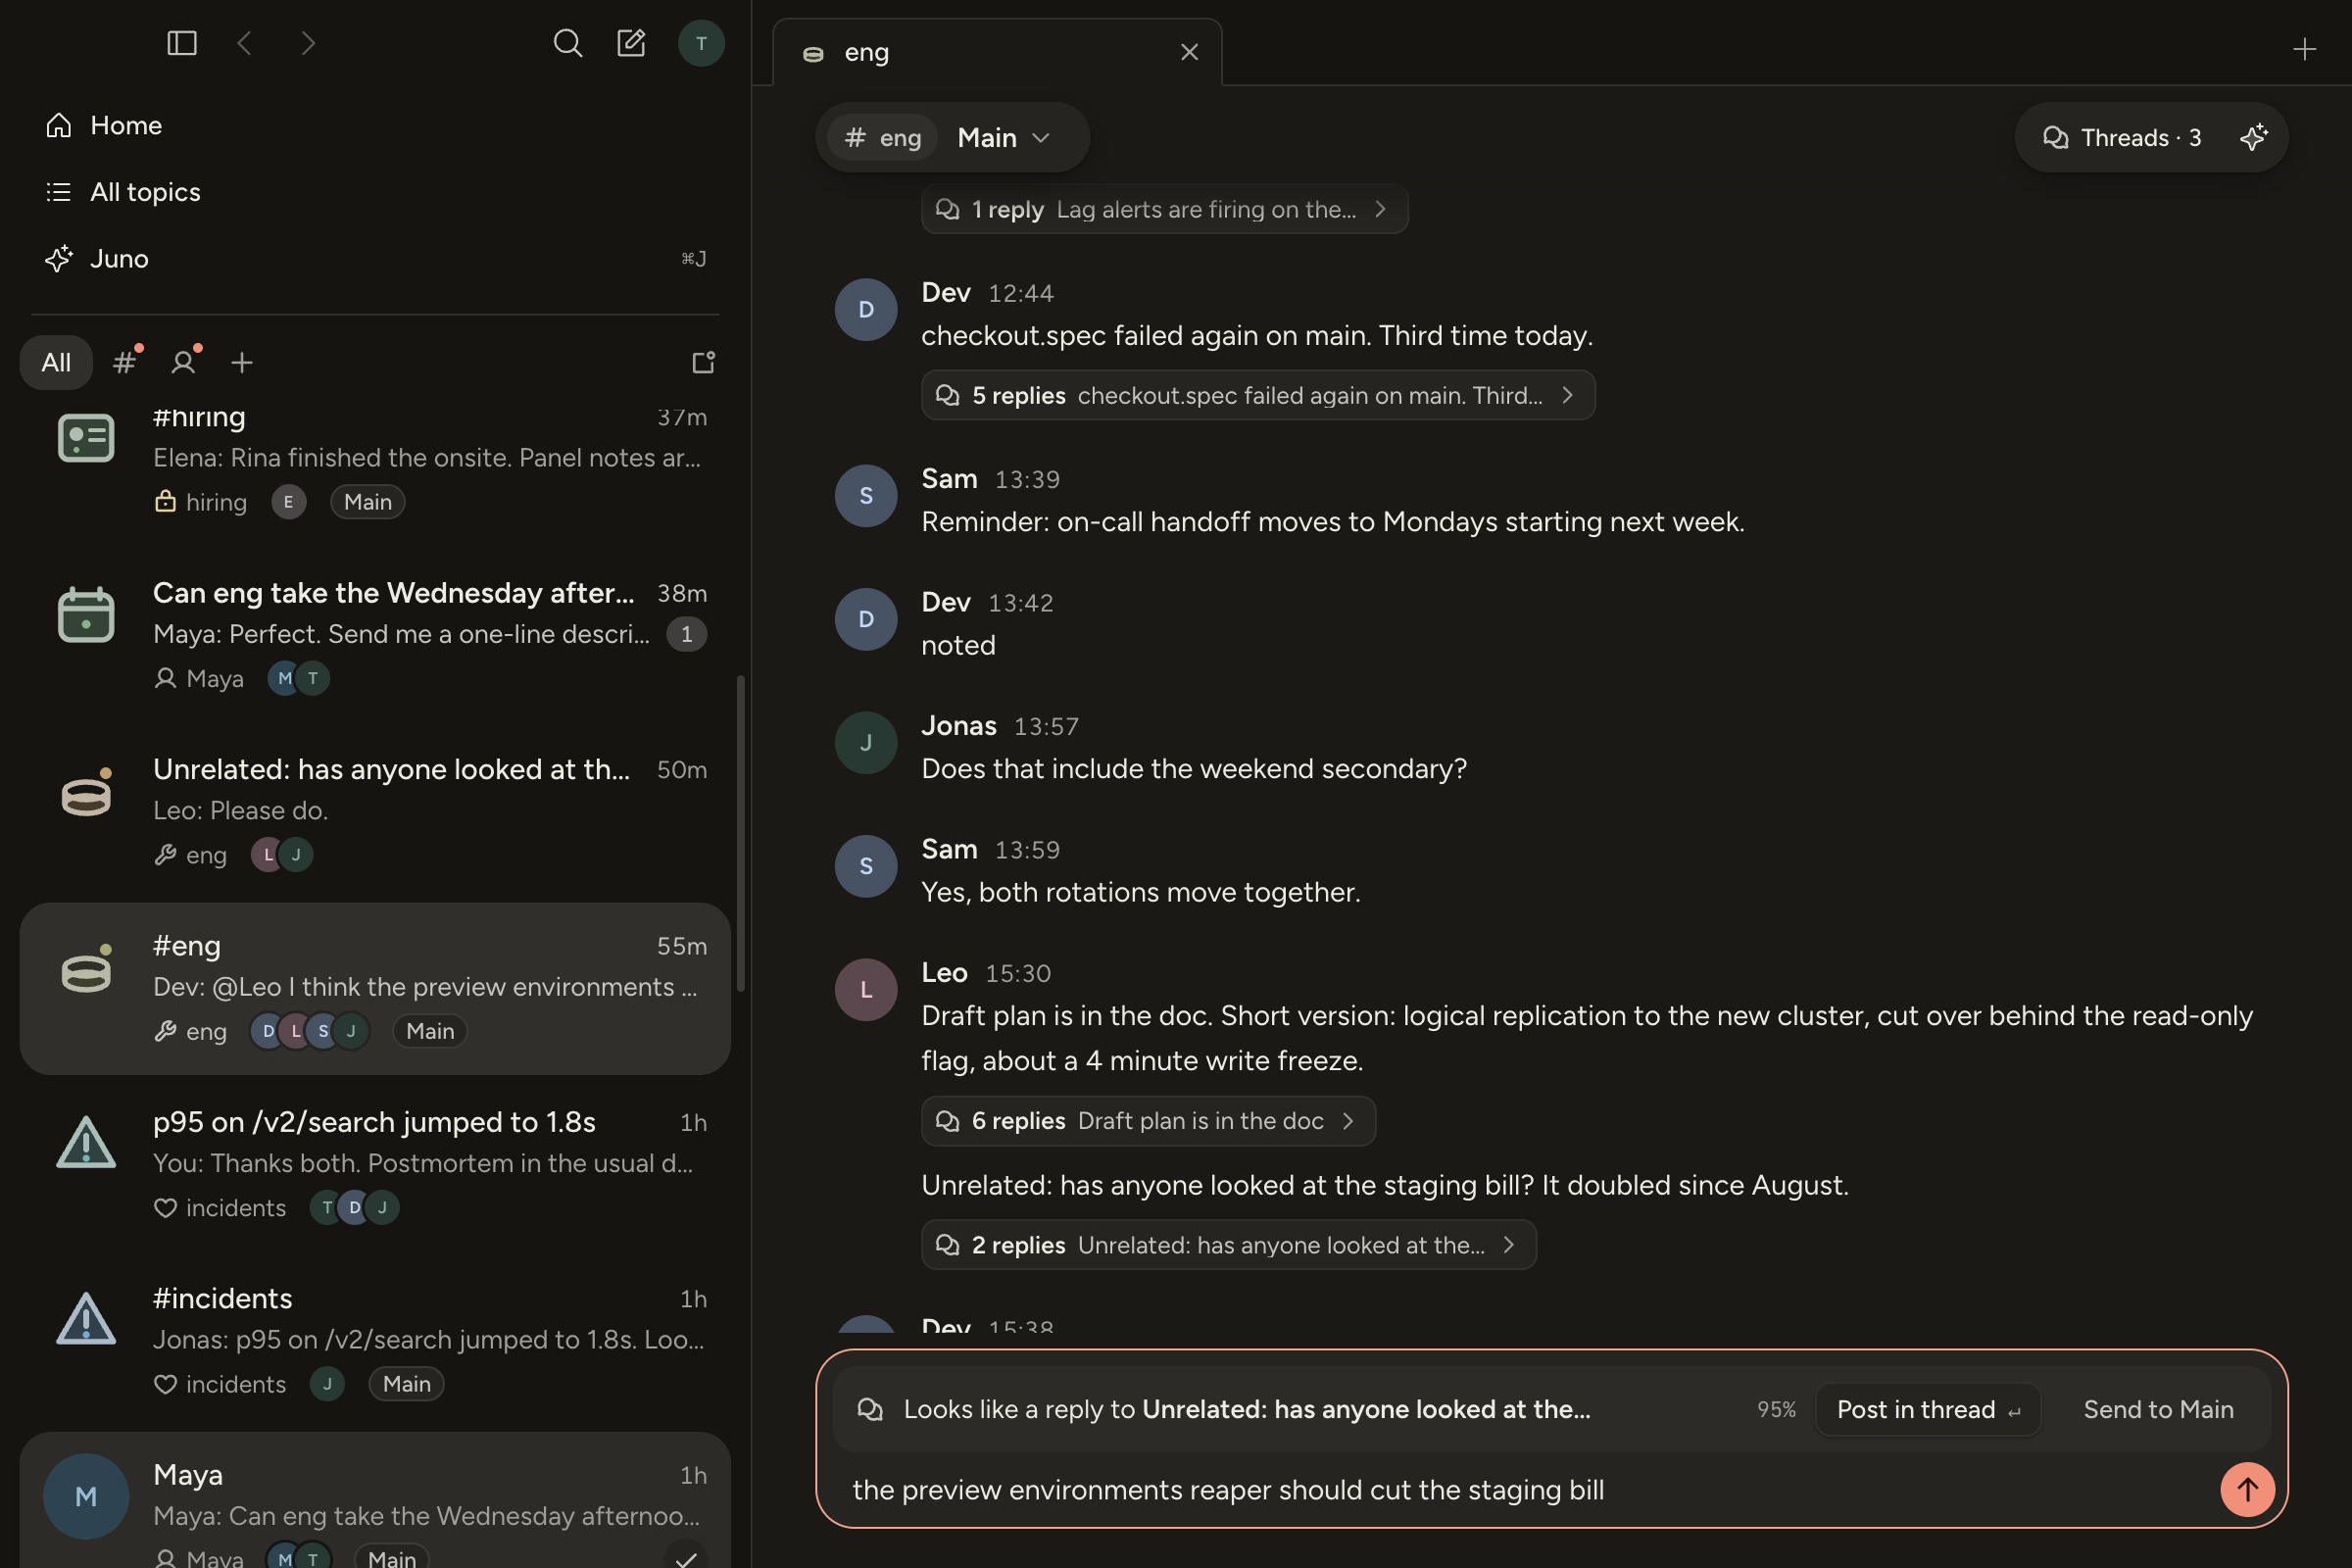 T
Home
All topics
Juno ⌘J
All
#hiring 37m
Elena: Rina finished the onsite. Panel notes ar...
hiring E Main
Can eng take the Wednesday after... 38m
Maya: Perfect. Send me a one-line descri... 1
Maya M T
Unrelated: has anyone looked at th... 50m
Leo: Please do.
eng L J
#eng 55m
Dev: @Leo I think the preview environments ...
eng D L S J Main
p95 on /v2/search jumped to 1.8s 1h
You: Thanks both. Postmortem in the usual d...
incidents T D J
#incidents 1h
Jonas: p95 on /v2/search jumped to 1.8s. Loo...
incidents J Main
M
Maya 1h
Maya: Can eng take the Wednesday afternoo...
Maya M T Main
eng
# eng Main
Threads · 3
1 reply Lag alerts are firing on the...
D
Dev 12:44
checkout.spec failed again on main. Third time today.
5 replies checkout.spec failed again on main. Third...
S
Sam 13:39
Reminder: on-call handoff moves to Mondays starting next week.
D
Dev 13:42
noted
J
Jonas 13:57
Does that include the weekend secondary?
S
Sam 13:59
Yes, both rotations move together.
L
Leo 15:30
Draft plan is in the doc. Short version: logical replication to the new cluster, cut over behind the read-only
flag, about a 4 minute write freeze.
6 replies Draft plan is in the doc
Unrelated: has anyone looked at the staging bill? It doubled since August.
2 replies Unrelated: has anyone looked at the...
Dev 15:38
Looks like a reply to Unrelated: has anyone looked at the... 95% Post in thread ↵ Send to Main
the preview environments reaper should cut the staging bill